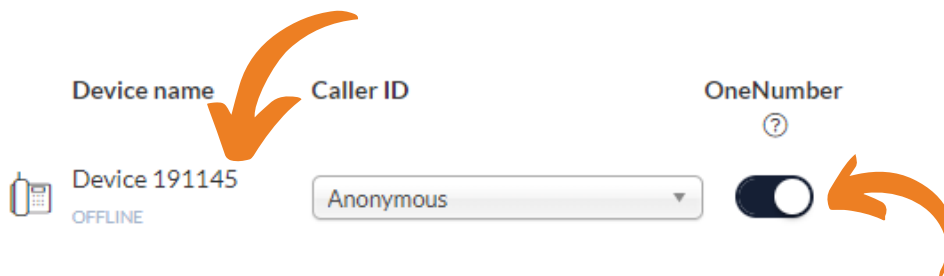 Device name Caller ID OneNumber
?
Device 191145
OFFLINE
Anonymous